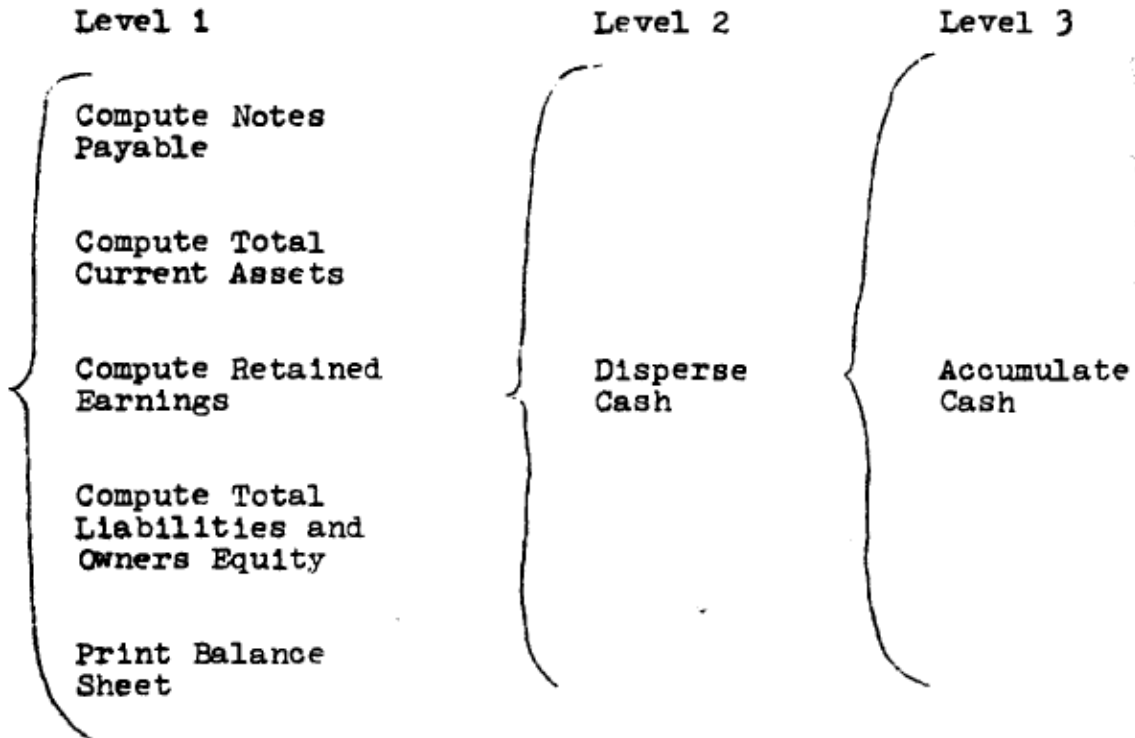 Level 1
Level 2
Level 3
Compute Notes
Payable
Compute Total
Current Assets
Compute Retained
Earnings
Disperse
Cash
Accumulate
Cash
Compute Total
Liabilities and
Owners Equity
Print Balance
Sheet